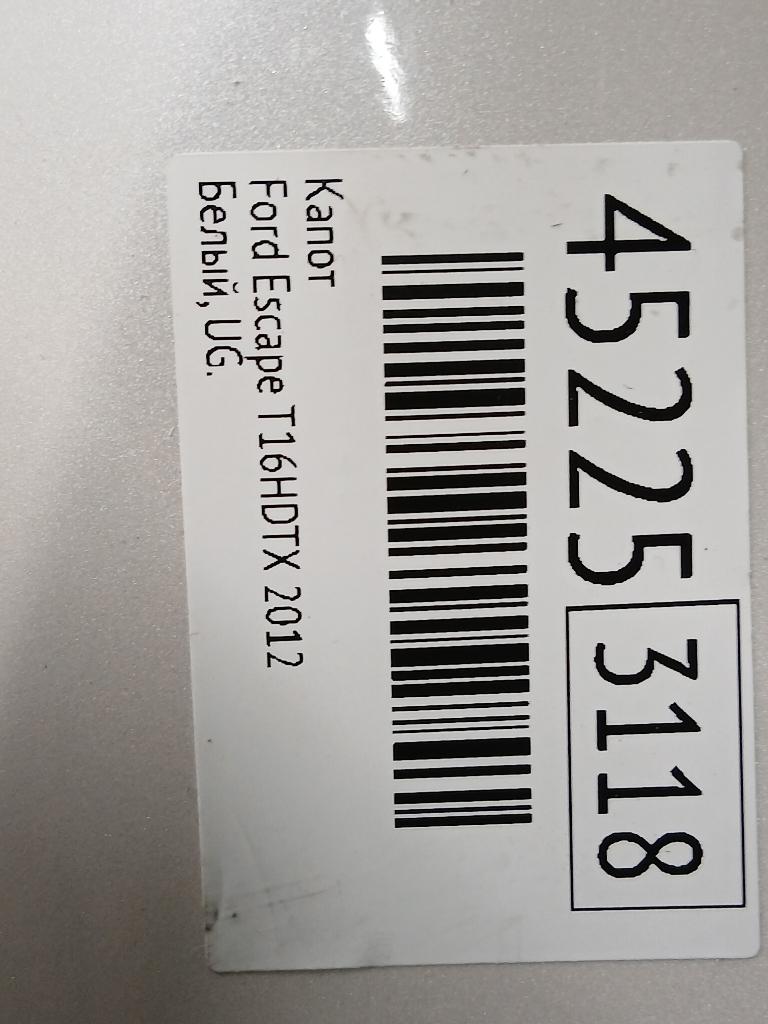 45225 3118
Капот
Ford Escape T16HDTX 2012
Белый, UG.